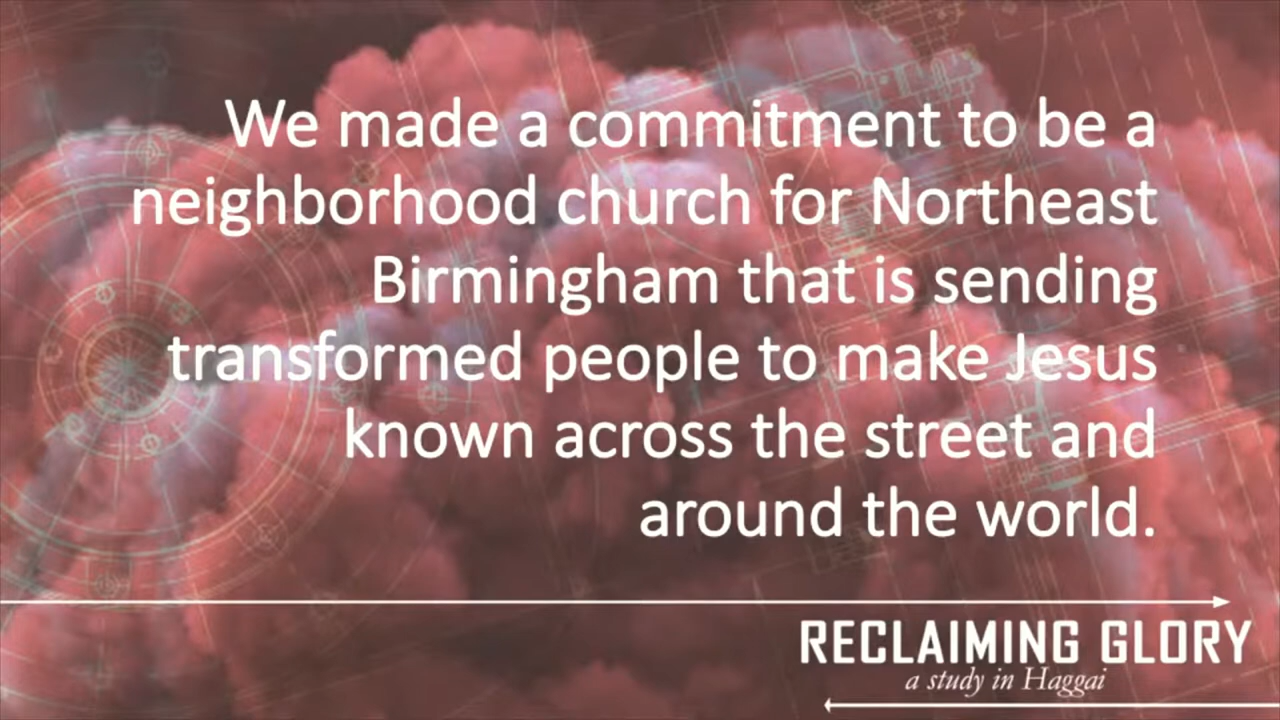 We made a commitment to be a
neighborhood church for Northeast
Birmingham that is sending
transformed people to make Jesus
known across the street and
around the world.
RECLAIMING GLORY
a study in Haggai